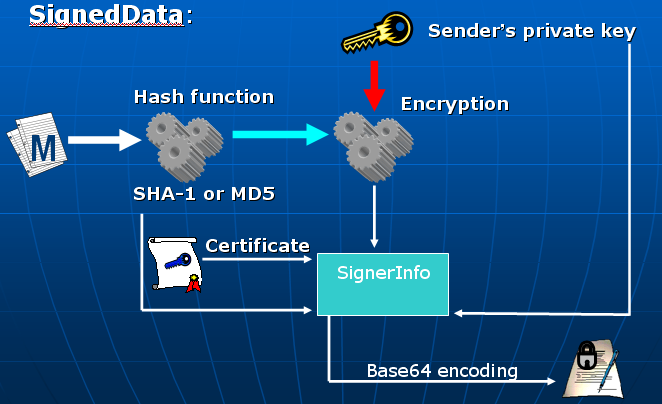 SignedData:
Sender's private key
Hash function
Encryption
M
SHA-1 or MD5
Certificate
SignerInfo
Base64 encoding